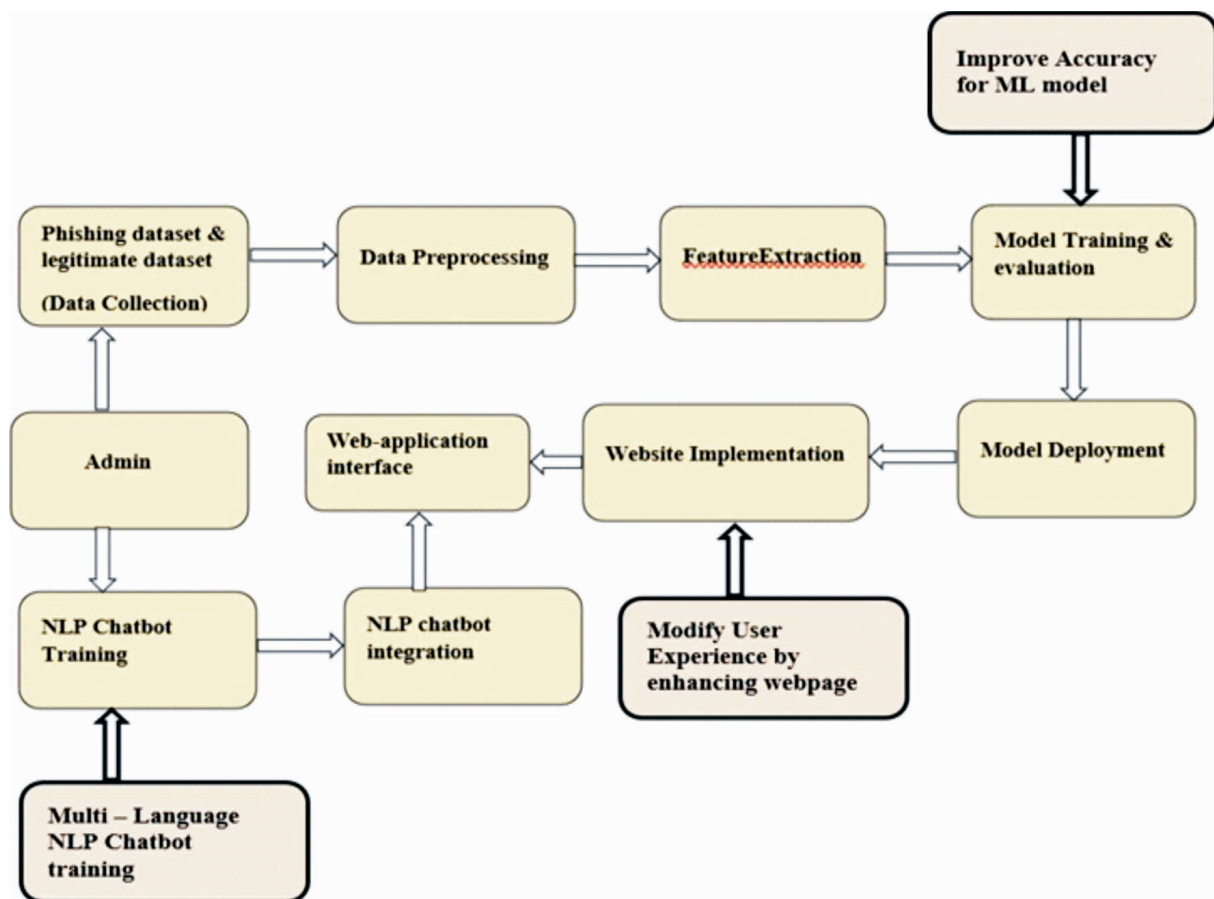 Improve Accuracy
for ML model
Phishing dataset &
legitimate dataset
(Data Collection)
Data Preprocessing
FeatureExtraction
Model Training &
evaluation
Admin
Web-application
interface
Website Implementation
Model Deployment
NLP Chatbot
Training
NLP chatbot
integration
Modify User
Experience by
enhancing webpage
Multi – Language
NLP Chatbot
training